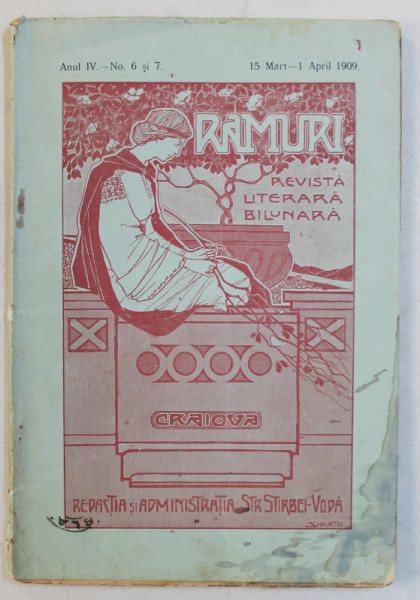 Anul IV.—No. 6 și 7. 15 Mart—1 April 1909.
RAMURI
REVISTĂ
LITERARĂ
BILUNARĂ
CRAIOVA
REDACȚIA ȘI ADMINISTRAȚIA STR STIRBEI-VODĂ